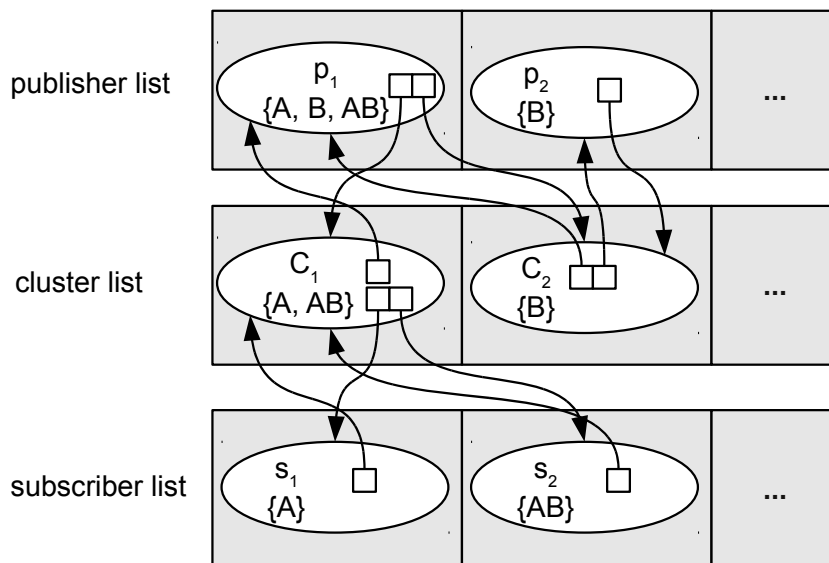 publisher list
p₁
{A, B, AB}
p₂
{B}
...
cluster list
C₁
{A, AB}
C₂
{B}
...
subscriber list
s₁
{A}
s₂
{AB}
...